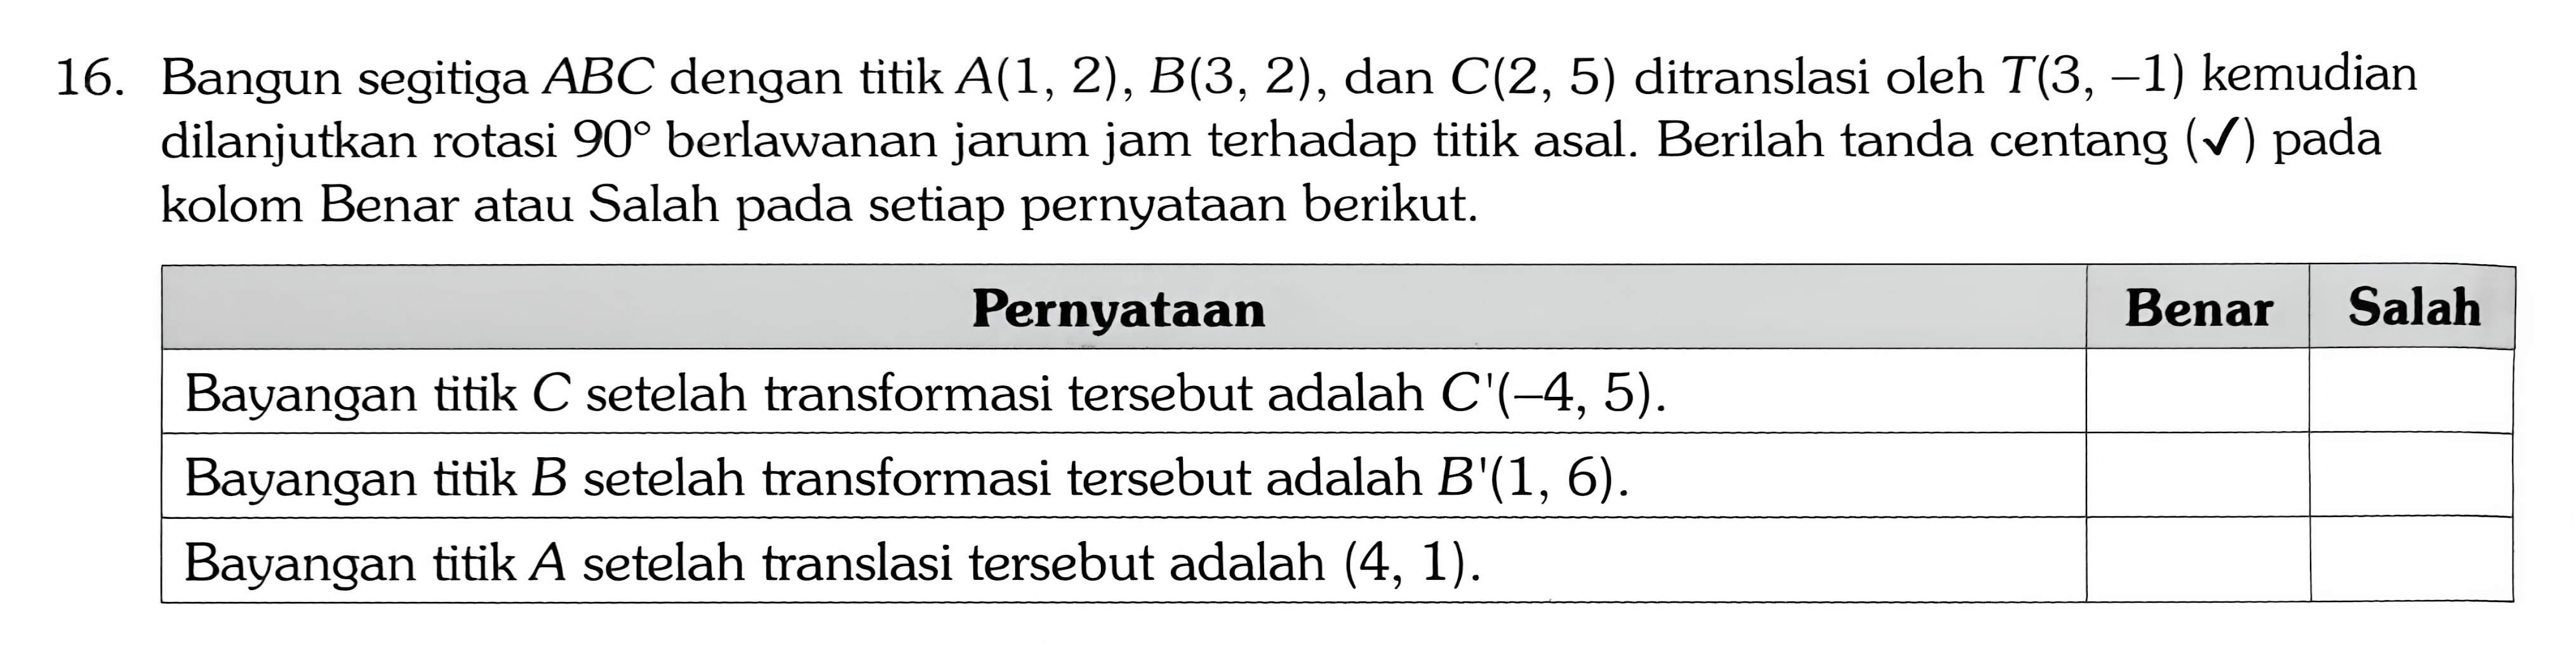 16. Bangun segitiga ABC dengan titik A(1, 2), B(3, 2), dan C(2, 5) ditranslasi oleh T(3, –1) kemudian
dilanjutkan rotasi 90° berlawanan jarum jam terhadap titik asal. Berilah tanda centang (✓) pada
kolom Benar atau Salah pada setiap pernyataan berikut.
Pernyataan Benar Salah
Bayangan titik C setelah transformasi tersebut adalah C'(–4, 5).
Bayangan titik B setelah transformasi tersebut adalah B'(1, 6).
Bayangan titik A setelah translasi tersebut adalah (4, 1).